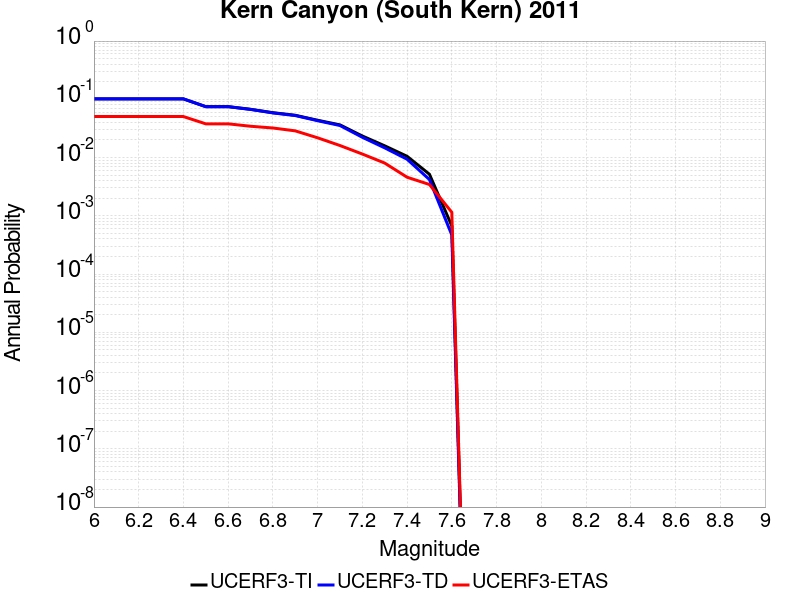 Kern Canyon (South Kern) 2011
Annual Probability
10^0
10^-1
10^-2
10^-3
10^-4
10^-5
10^-6
10^-7
10^-8
6 6.2 6.4 6.6 6.8 7 7.2 7.4 7.6 7.8 8 8.2 8.4 8.6 8.8 9
Magnitude
UCERF3-TI UCERF3-TD UCERF3-ETAS